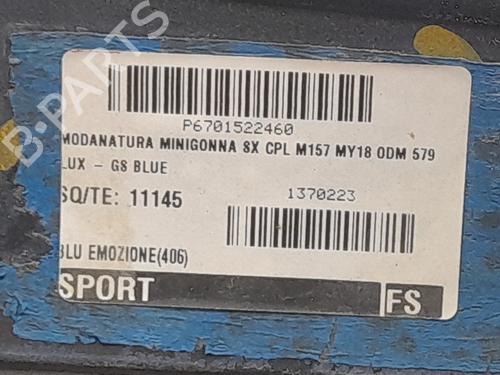 P6701522460
MODANATURA MINIGONNA SX CPL M157 MY18 ODM 579
LUX - GS BLUE
SQ/TE: 11145
1370223
BLU EMOZIONE(406)
SPORT
FS
B-PARTS